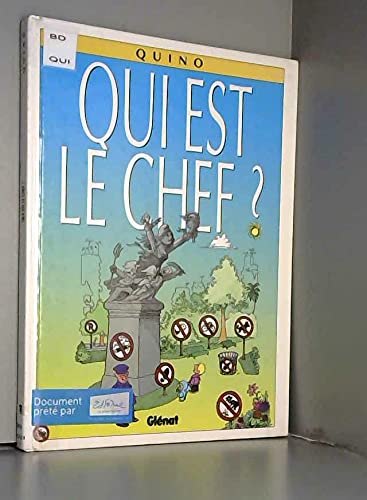 BD
QUI
QUINO
QUI EST
LE CHEF ?
Document
prêté par
Glénat